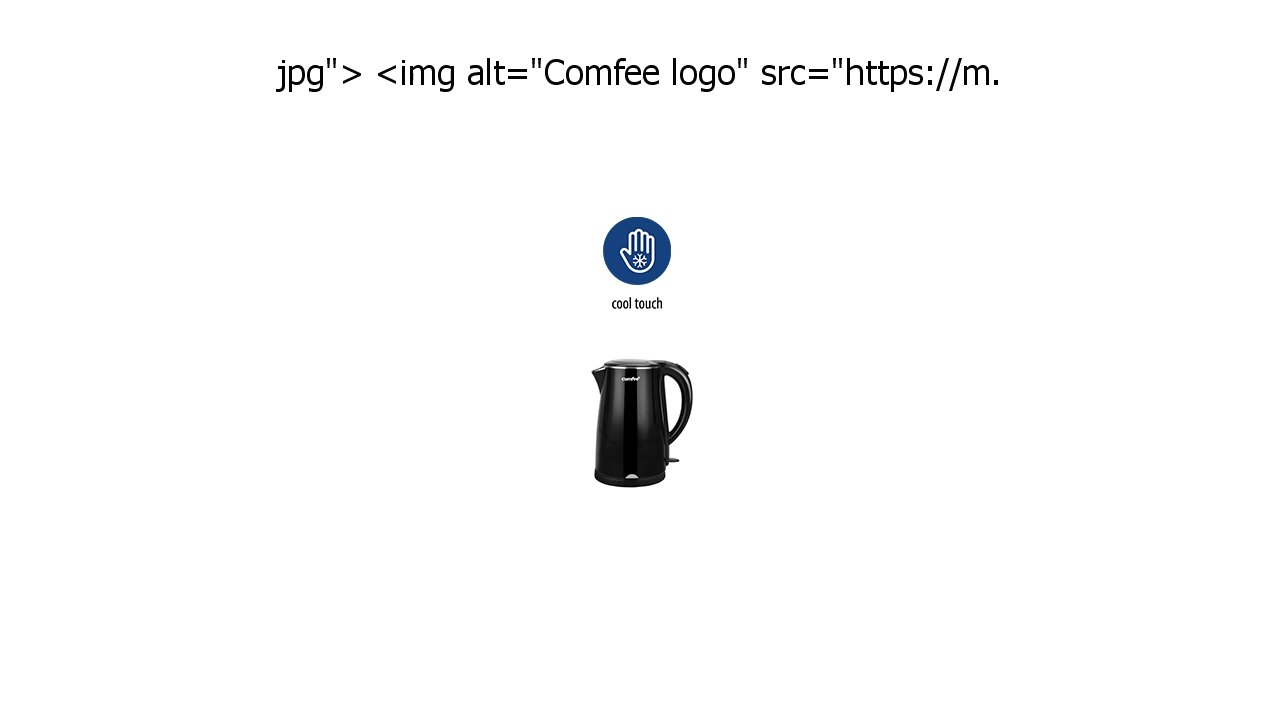 jpg"> <img alt="Comfee logo" src="https://m.
cool touch
Comfee'